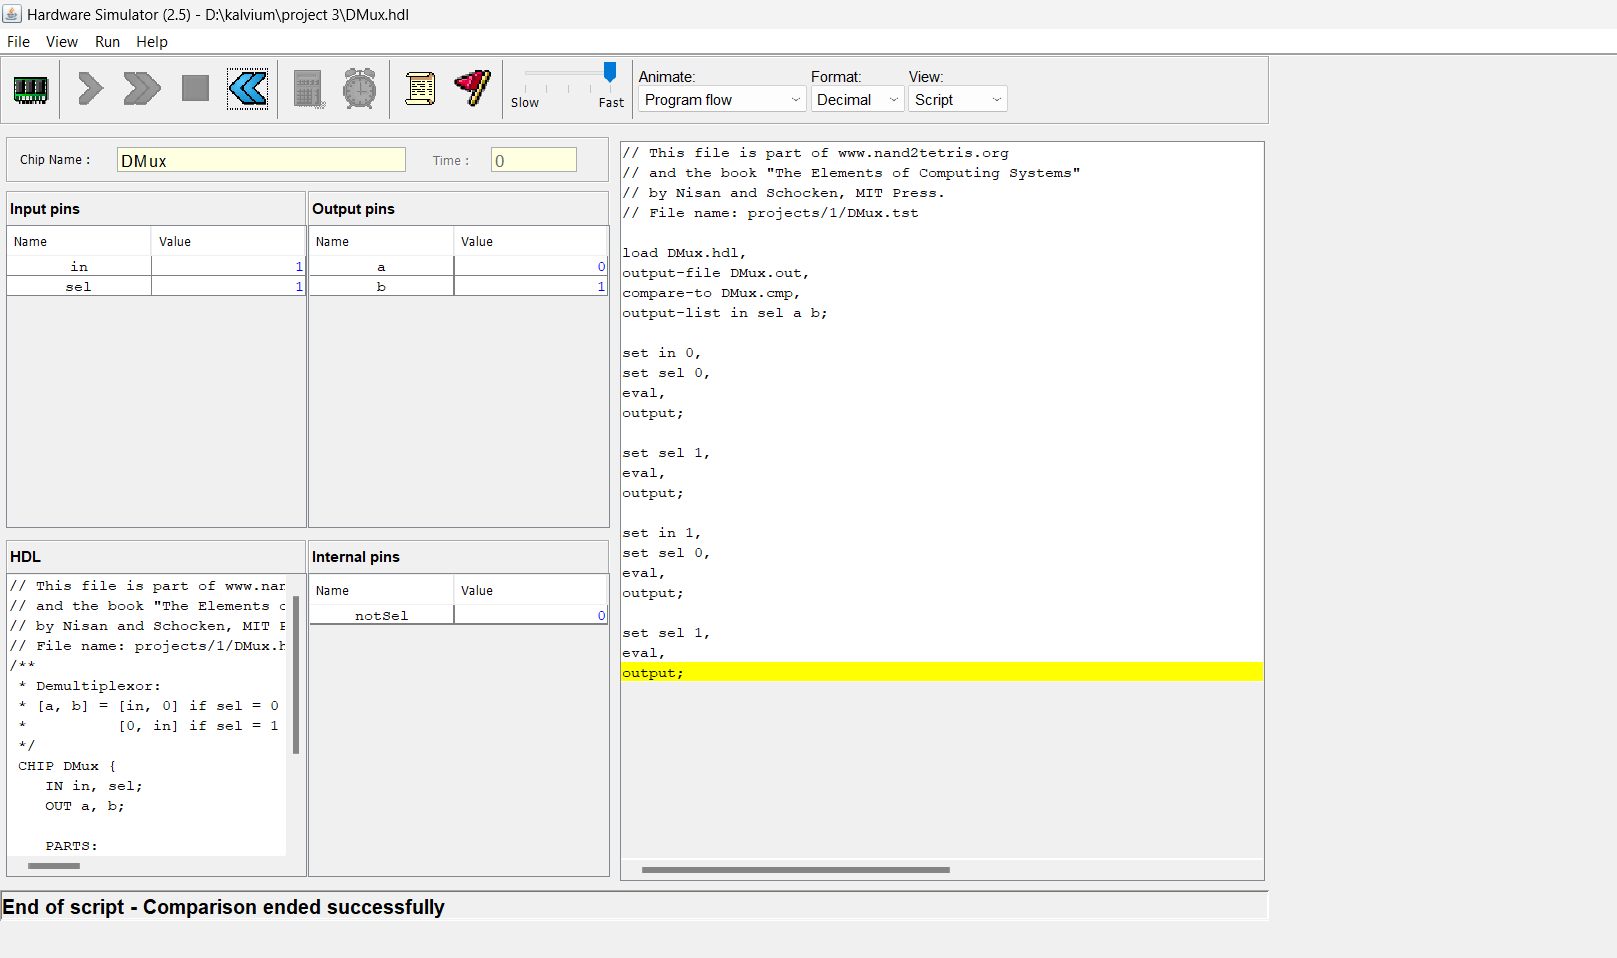 Hardware Simulator (2.5) - D:\kalvium\project 3\DMux.hdl
File View Run Help
Slow Fast
Animate: Format: View:
Program flow Decimal Script
Chip Name : DMux Time : 0
Input pins
Name Value
in 1
sel 1
Output pins
Name Value
a 0
b 1
HDL
// This file is part of www.nan
// and the book "The Elements o
// by Nisan and Schocken, MIT P
// File name: projects/1/DMux.h
/**
* Demultiplexor:
* [a, b] = [in, 0] if sel = 0
* [0, in] if sel = 1
*/
CHIP DMux {
IN in, sel;
OUT a, b;
PARTS:
Internal pins
Name Value
notSel 0
// This file is part of www.nand2tetris.org
// and the book "The Elements of Computing Systems"
// by Nisan and Schocken, MIT Press.
// File name: projects/1/DMux.tst
load DMux.hdl,
output-file DMux.out,
compare-to DMux.cmp,
output-list in sel a b;
set in 0,
set sel 0,
eval,
output;
set sel 1,
eval,
output;
set in 1,
set sel 0,
eval,
output;
set sel 1,
eval,
output;
End of script - Comparison ended successfully